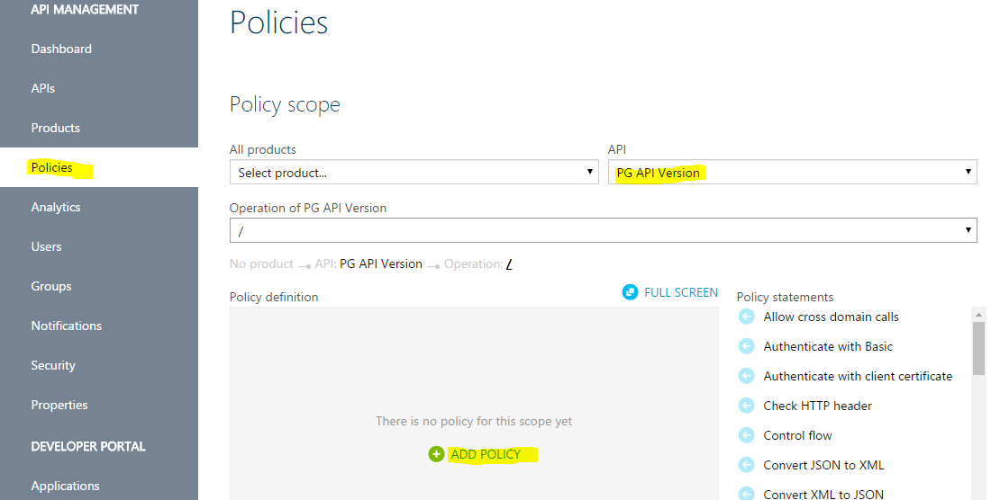 API MANAGEMENT
Dashboard
APIs
Products
Policies
Analytics
Users
Groups
Notifications
Security
Properties
DEVELOPER PORTAL
Applications
Policies
Policy scope
All products
Select product...
API
PG API Version
Operation of PG API Version
/
No product API: PG API Version Operation: /
Policy definition
FULL SCREEN
There is no policy for this scope yet
ADD POLICY
Policy statements
Allow cross domain calls
Authenticate with Basic
Authenticate with client certificate
Check HTTP header
Control flow
Convert JSON to XML
Convert XML to JSON